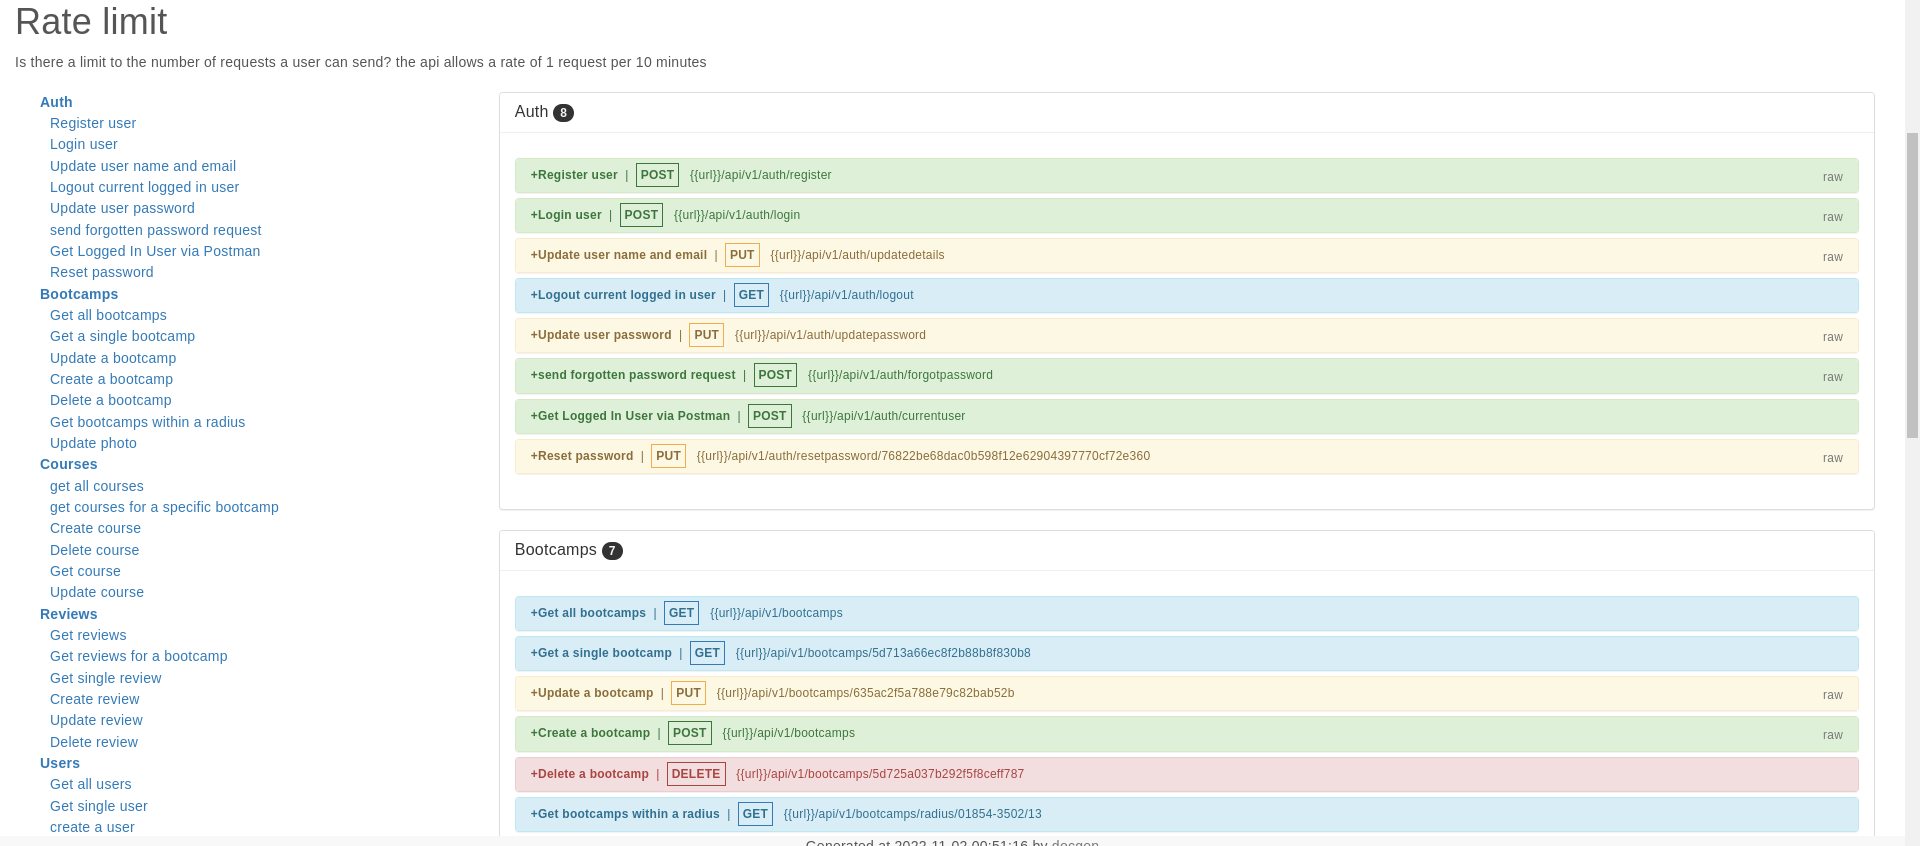 Rate limit
Is there a limit to the number of requests a user can send? the api allows a rate of 1 request per 10 minutes
Auth
Register user
Login user
Update user name and email
Logout current logged in user
Update user password
send forgotten password request
Get Logged In User via Postman
Reset password
Bootcamps
Get all bootcamps
Get a single bootcamp
Update a bootcamp
Create a bootcamp
Delete a bootcamp
Get bootcamps within a radius
Update photo
Courses
get all courses
get courses for a specific bootcamp
Create course
Delete course
Get course
Update course
Reviews
Get reviews
Get reviews for a bootcamp
Get single review
Create review
Update review
Delete review
Users
Get all users
Get single user
create a user
Auth 8
+Register user | POST {{url}}/api/v1/auth/register raw
+Login user | POST {{url}}/api/v1/auth/login raw
+Update user name and email | PUT {{url}}/api/v1/auth/updatedetails raw
+Logout current logged in user | GET {{url}}/api/v1/auth/logout
+Update user password | PUT {{url}}/api/v1/auth/updatepassword raw
+send forgotten password request | POST {{url}}/api/v1/auth/forgotpassword raw
+Get Logged In User via Postman | POST {{url}}/api/v1/auth/currentuser
+Reset password | PUT {{url}}/api/v1/auth/resetpassword/76822be68dac0b598f12e62904397770cf72e360 raw
Bootcamps 7
+Get all bootcamps | GET {{url}}/api/v1/bootcamps
+Get a single bootcamp | GET {{url}}/api/v1/bootcamps/5d713a66ec8f2b88b8f830b8
+Update a bootcamp | PUT {{url}}/api/v1/bootcamps/635ac2f5a788e79c82bab52b raw
+Create a bootcamp | POST {{url}}/api/v1/bootcamps raw
+Delete a bootcamp | DELETE {{url}}/api/v1/bootcamps/5d725a037b292f5f8ceff787
+Get bootcamps within a radius | GET {{url}}/api/v1/bootcamps/radius/01854-3502/13
Generated at 2022-11-02 00:51:16 by docgen